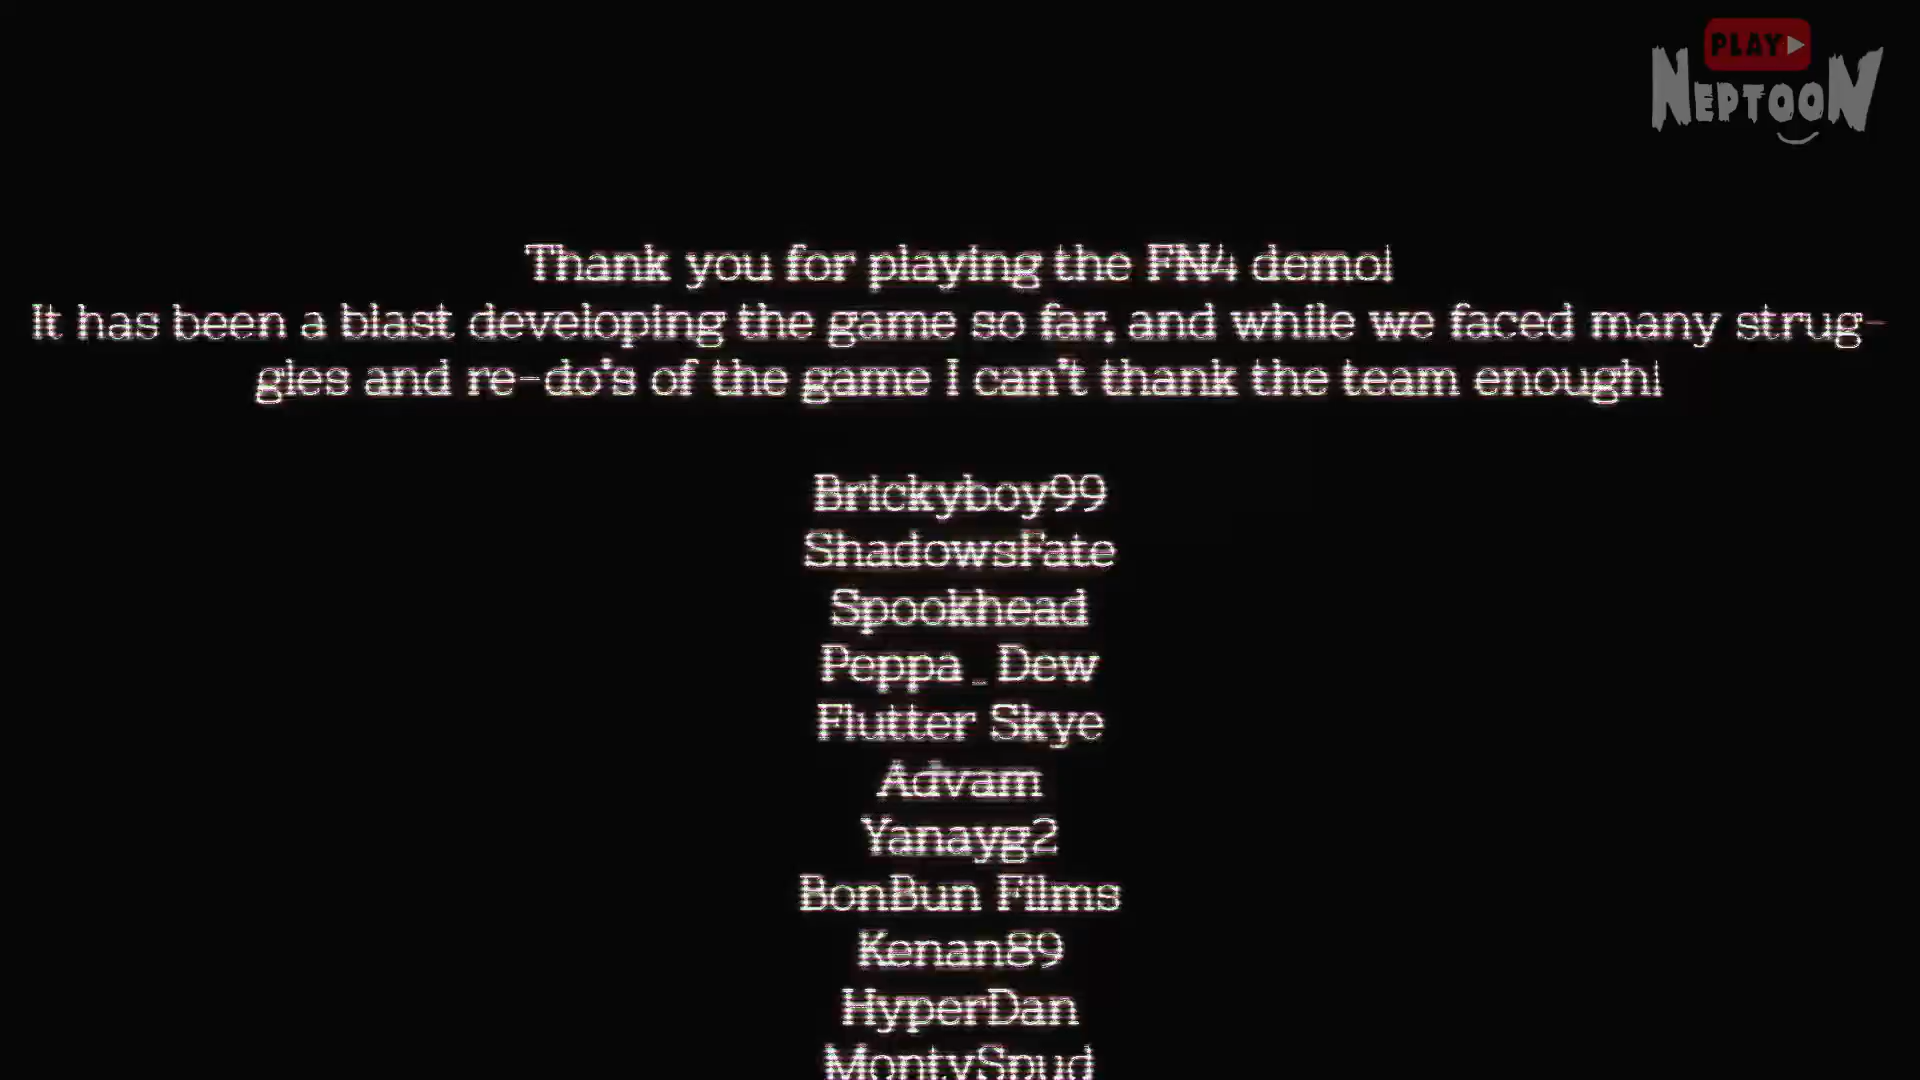 PLAY
NEPTOON
Thank you for playing the FN4 demo!
It has been a blast developing the game so far, and while we faced many strug-
gles and re-do's of the game I can't thank the team enough!
Brickyboy99
ShadowsFate
Spookhead
Peppa_Dew
Flutter Skye
Advam
Yanayg2
BonBun Films
Kenan89
HyperDan
MontySpud